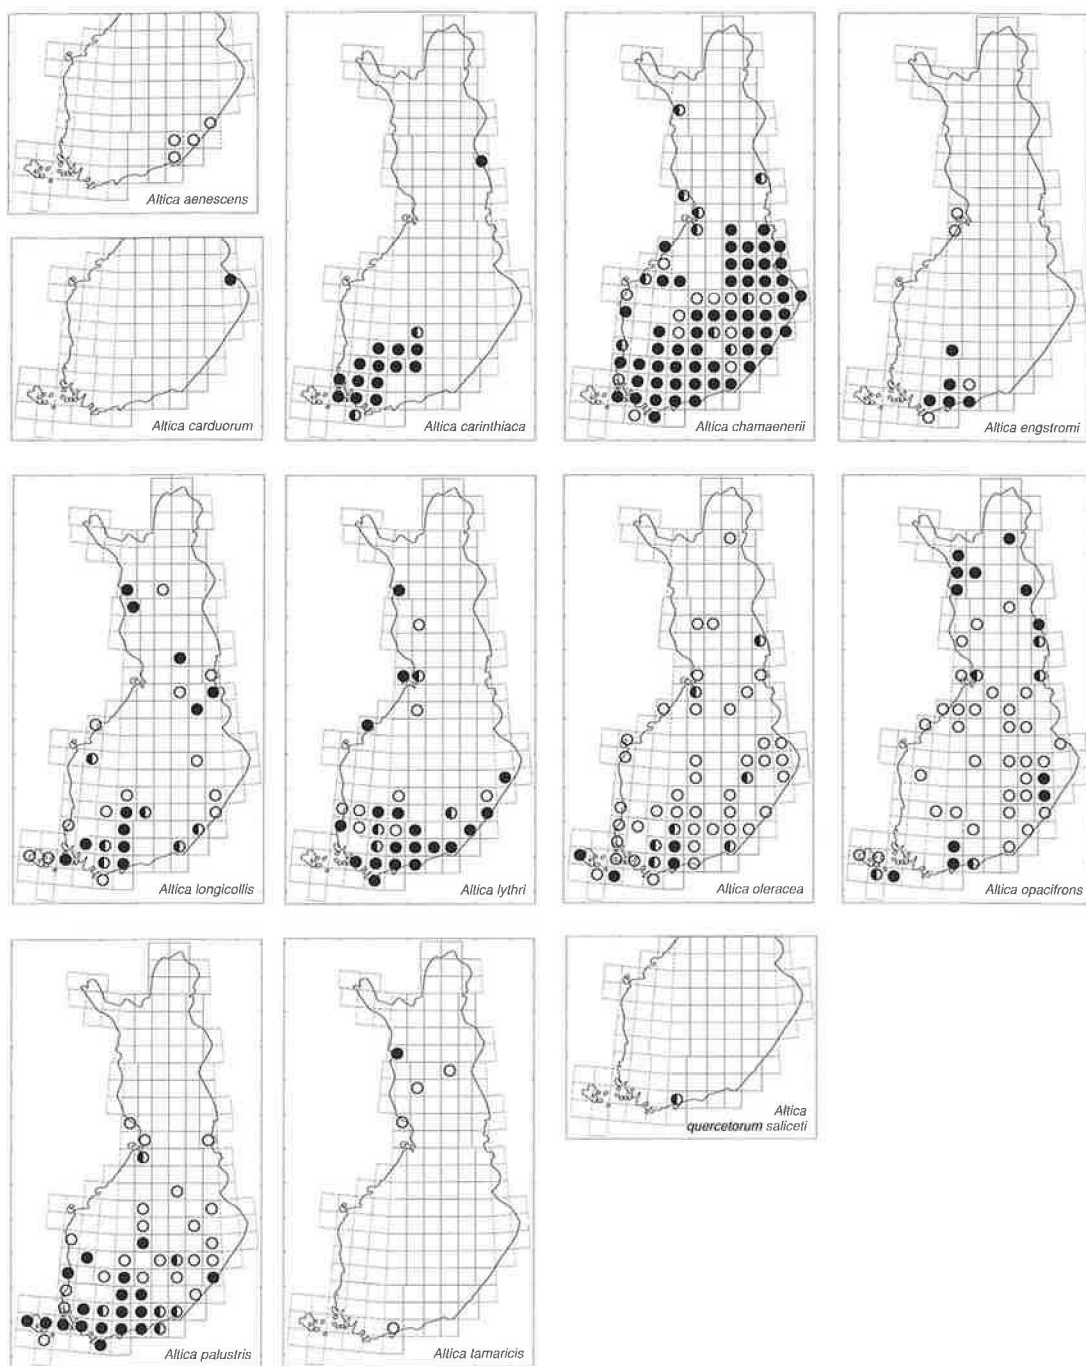 Altica aenescens
Altica carduorum
Altica carinthiaca
Altica chamaenerii
Altica engstromi
Altica longicollis
Altica lythri
Altica oleracea
Altica opacifrons
Altica palustris
Altica tamaricis
Altica
quercetorum saliceti